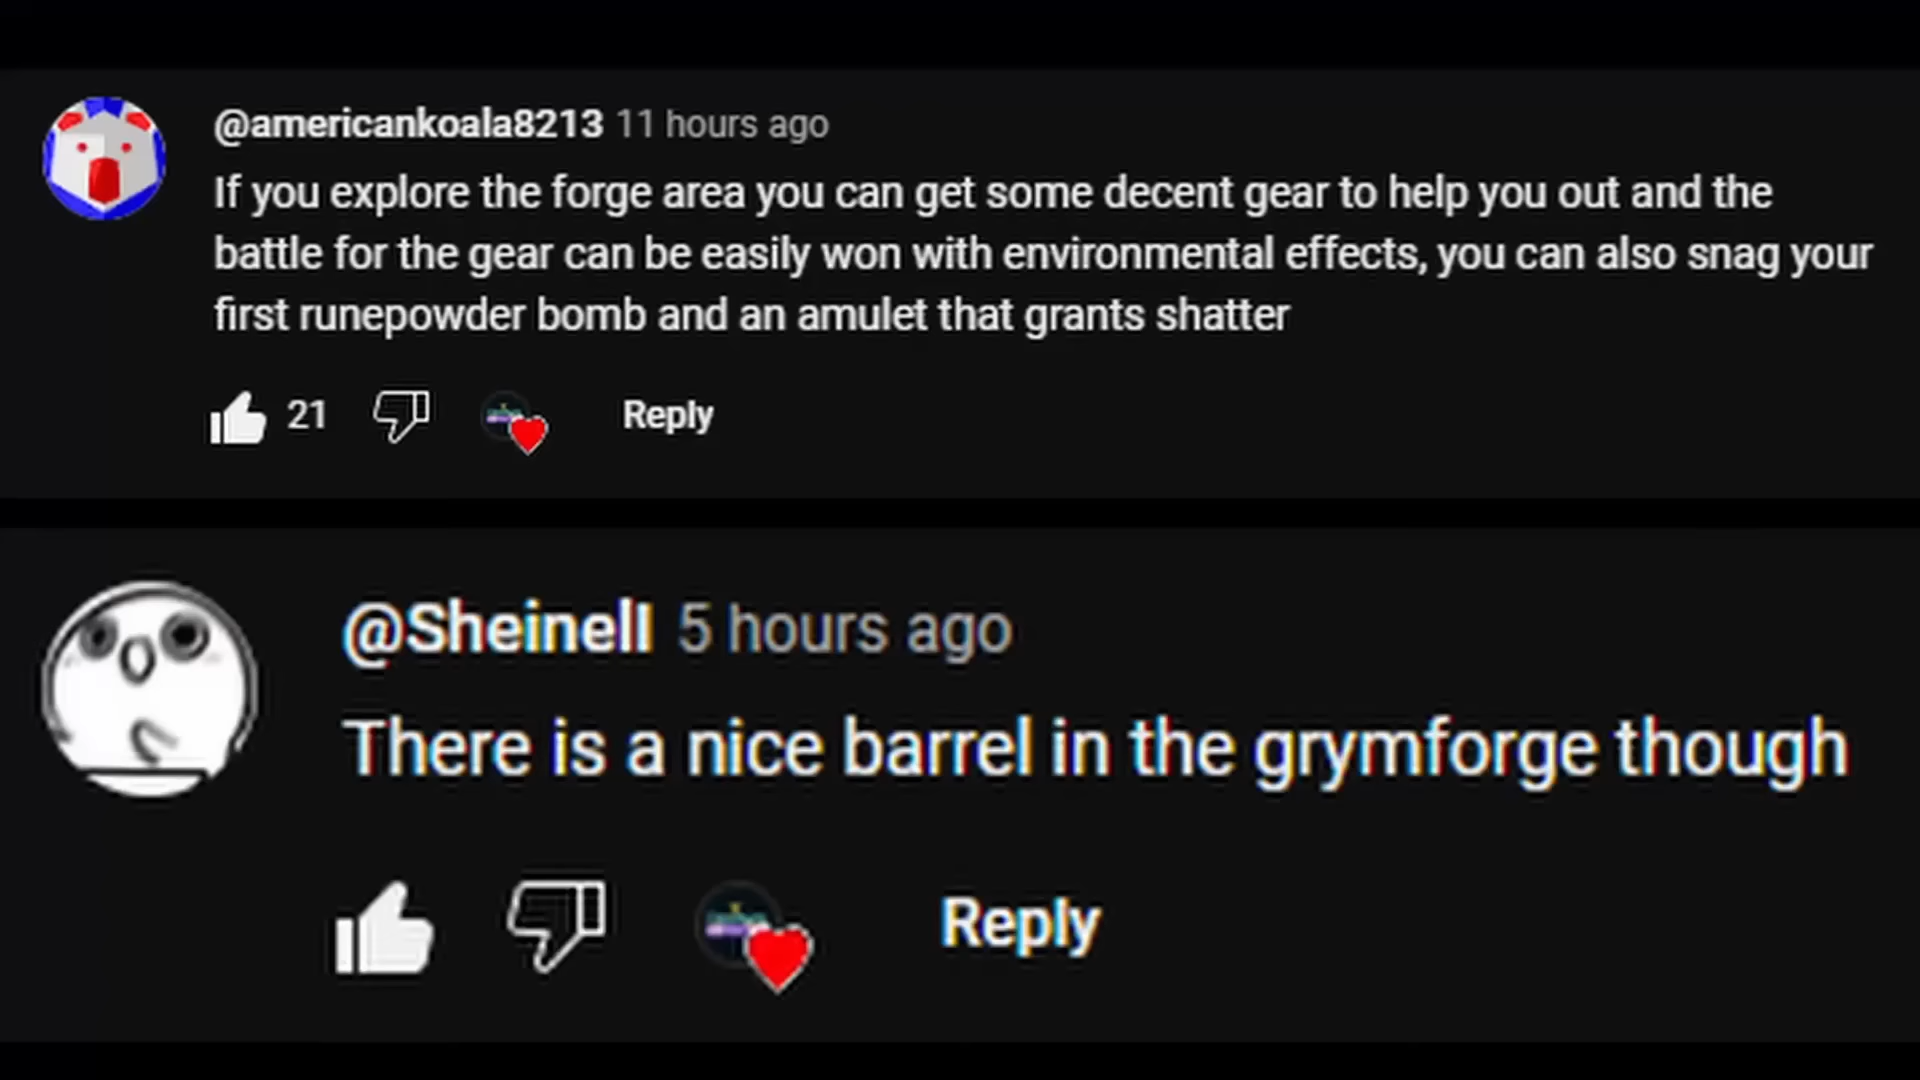 @americankoala8213 11 hours ago
If you explore the forge area you can get some decent gear to help you out and the
battle for the gear can be easily won with environmental effects, you can also snag your
first runepowder bomb and an amulet that grants shatter
21 Reply
@Sheinell 5 hours ago
There is a nice barrel in the grymforge though
Reply